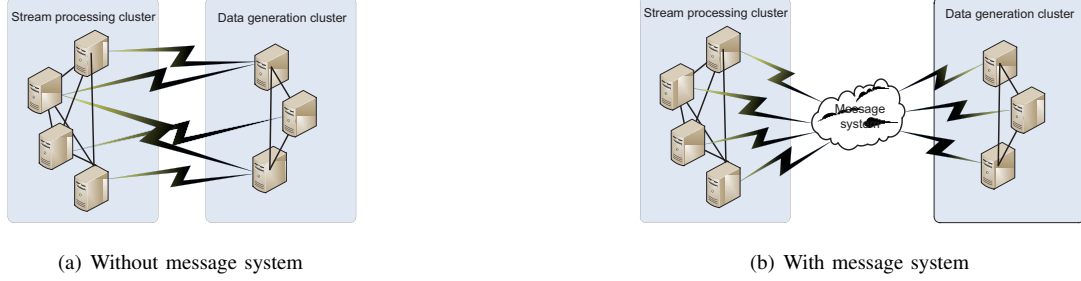 Stream processing cluster
Data generation cluster
(a) Without message system
Stream processing cluster
Data generation cluster
Message
system
(b) With message system